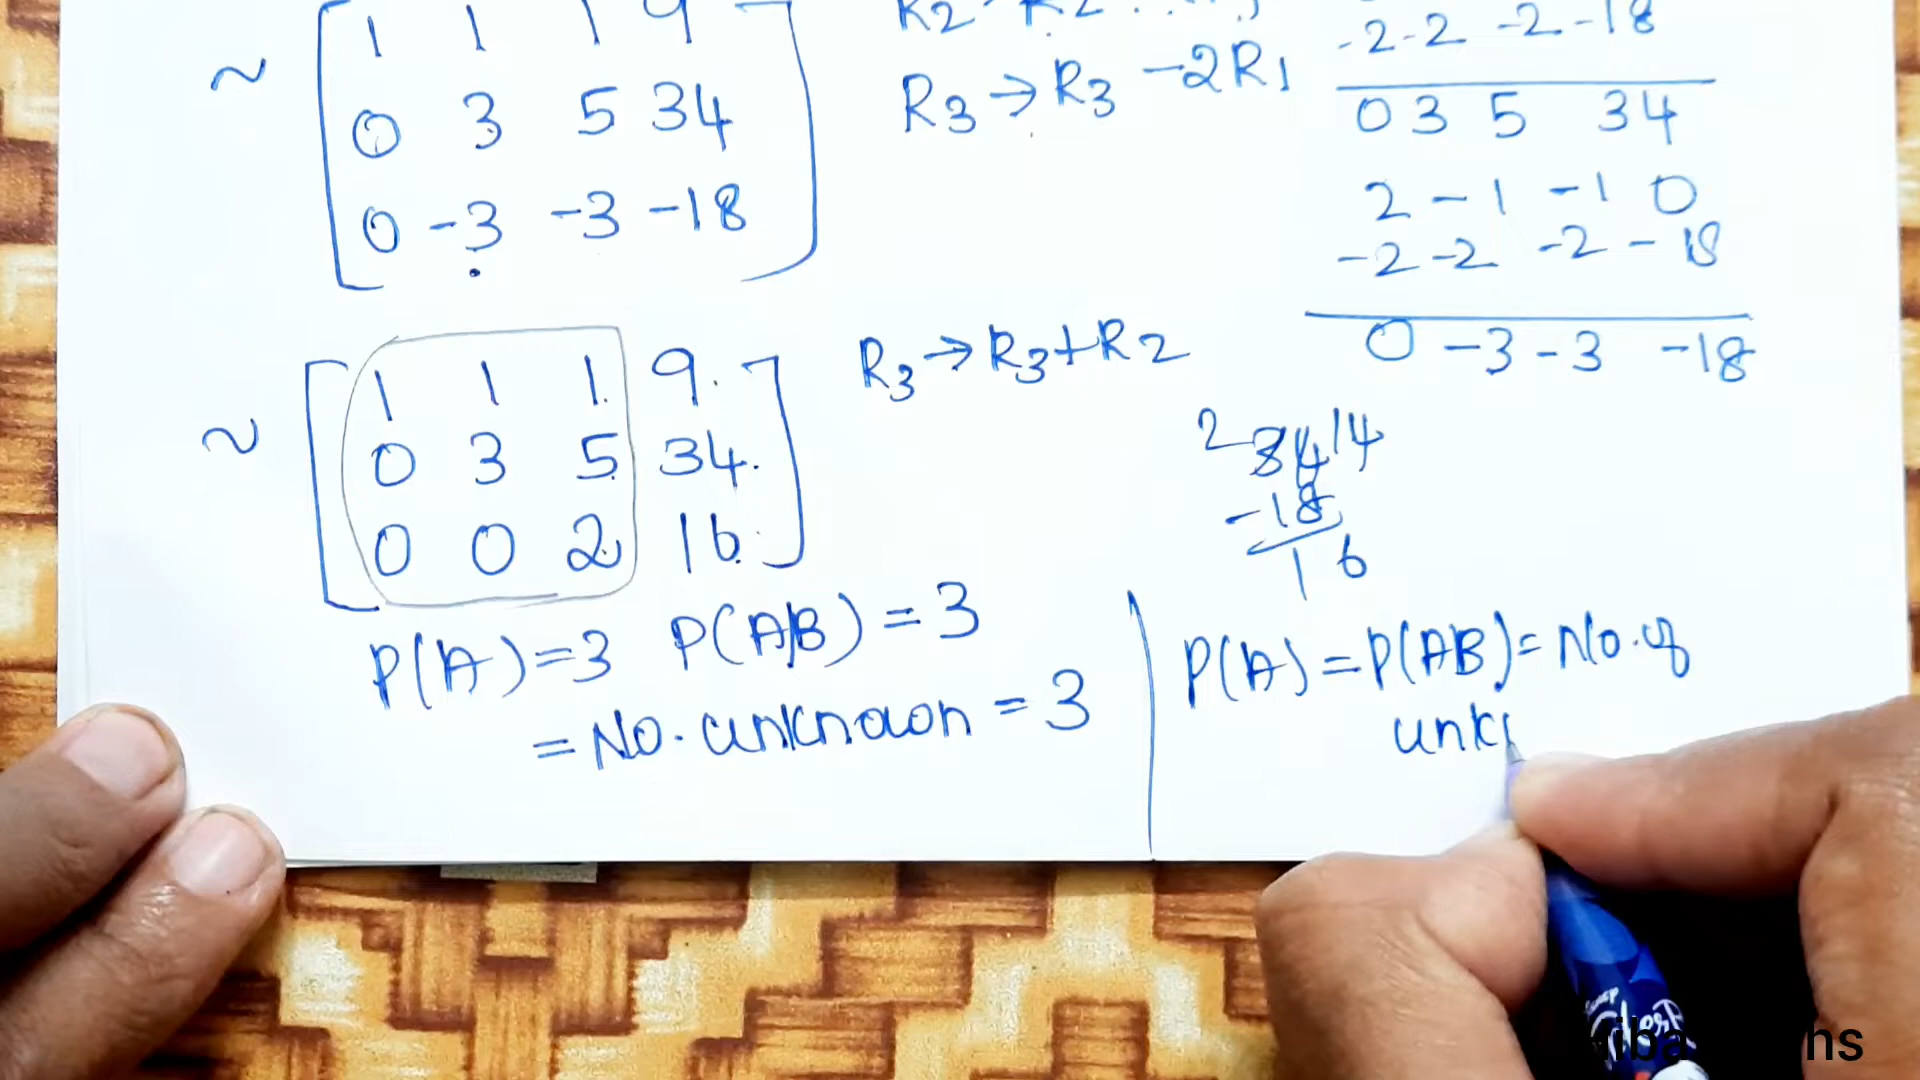 ~ 1 1 1 9
0 3 5 34
0 -3 -3 -18
R3 → R3 -2R1
-2-2 -2 -18
0 3 5 34
2 -1 -1 0
-2 -2 -2 -18
0 -3 -3 -18
~ 1 1 1 9
0 3 5 34
0 0 2 16
R3 → R3+R2
2 34 14
-18
16
P(A)=3 P(AB) = 3
= No. unknown = 3
P(A) = P(AB) = No. of
unk